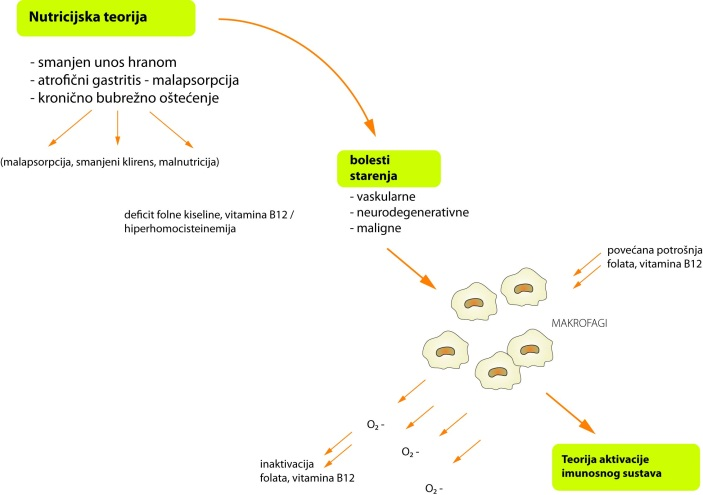 Nutricijska teorija
- smanjen unos hranom
- atrofični gastritis - malapsorpcija
- kronično bubrežno oštećenje
(malapsorpcija, smanjeni klirens, malnutricija)
deficit folne kiseline, vitamina B12 /
hiperhomocisteinemija
bolesti
starenja
- vaskularne
- neurodegenerativne
- maligne
povećana potrošnja
folata, vitamina B12
MAKROFAGI
O₂ -
O₂ -
O₂ -
inaktivacija
folata, vitamina B12
Teorija aktivacije
imunosnog sustava